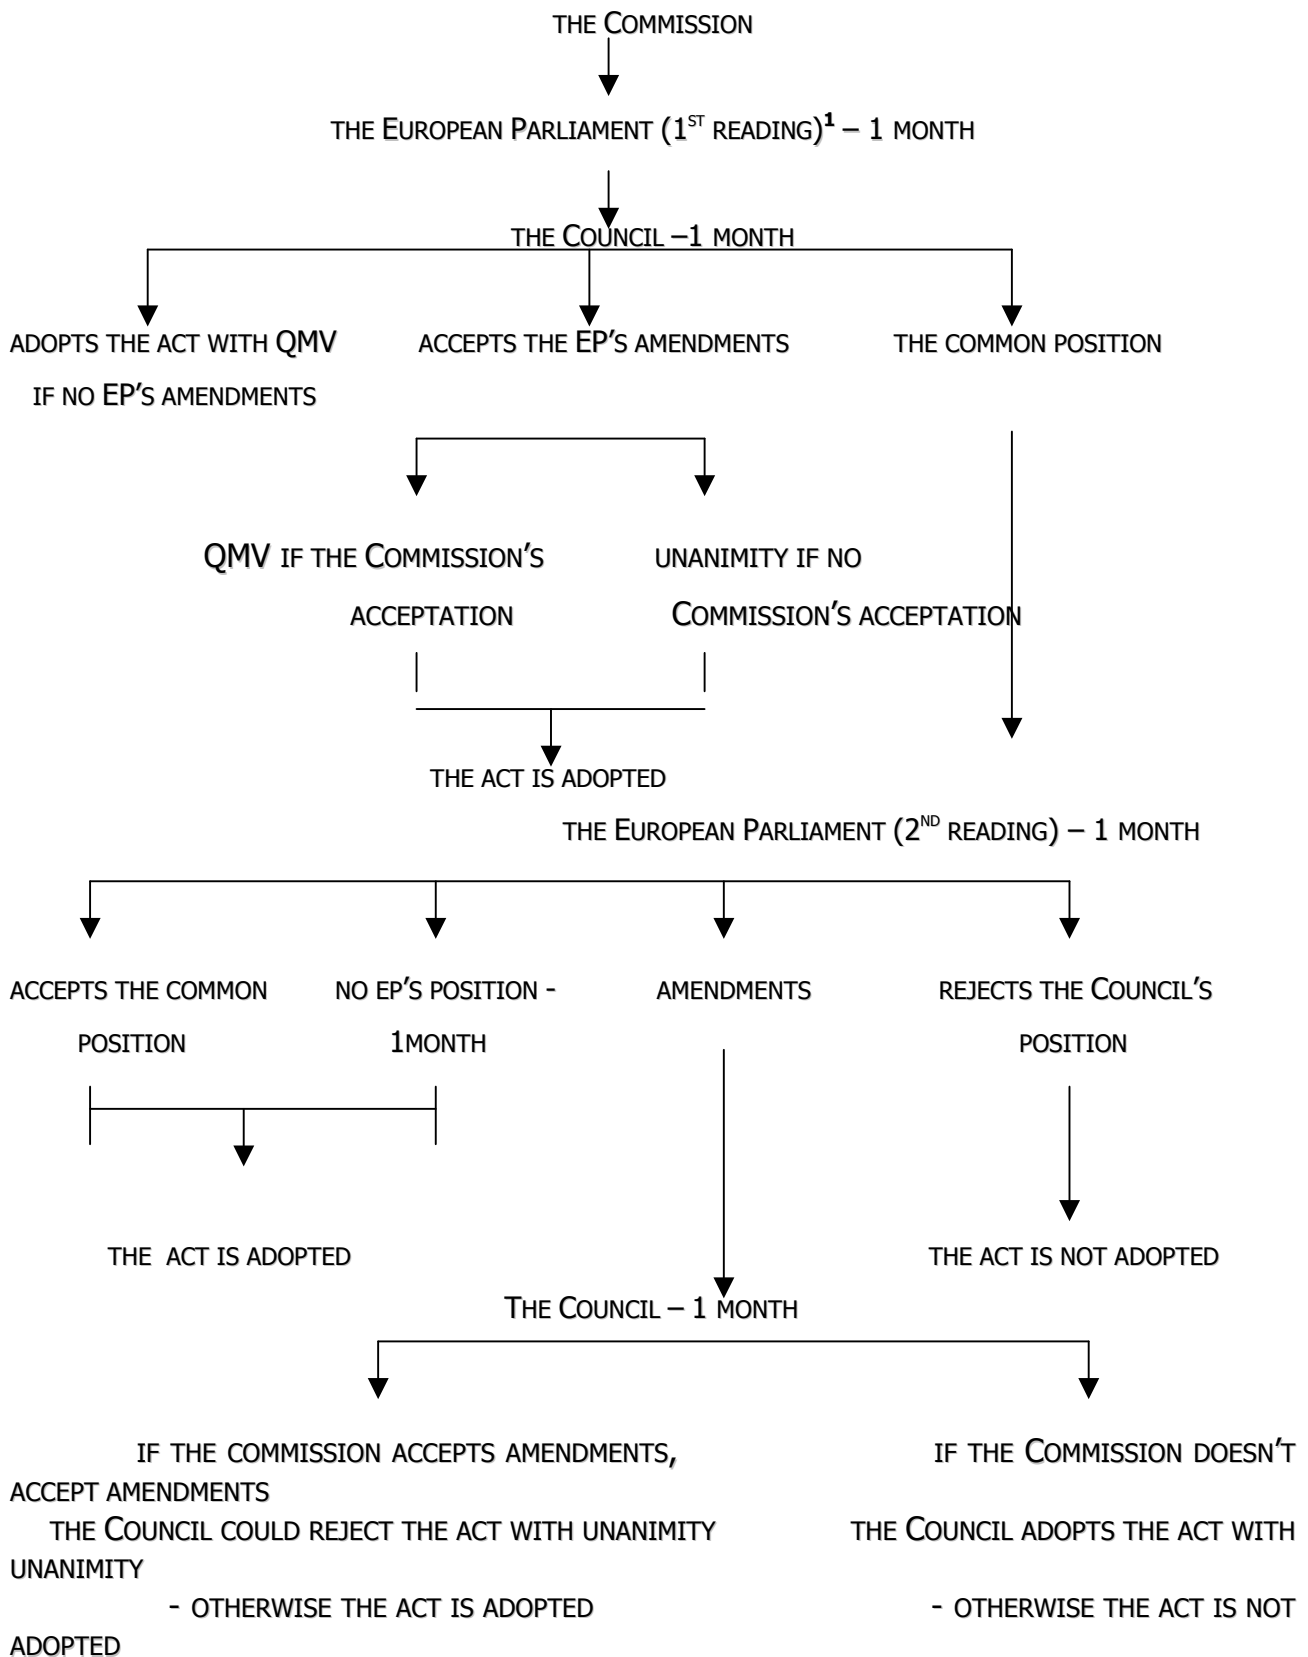 THE COMMISSION
THE EUROPEAN PARLIAMENT (1ST READING)1 – 1 MONTH
THE COUNCIL –1 MONTH
ADOPTS THE ACT WITH QMV ACCEPTS THE EP'S AMENDMENTS THE COMMON POSITION
IF NO EP'S AMENDMENTS
QMV IF THE COMMISSION'S UNANIMITY IF NO
ACCEPTATION COMMISSION'S ACCEPTATION
THE ACT IS ADOPTED
THE EUROPEAN PARLIAMENT (2ND READING) – 1 MONTH
ACCEPTS THE COMMON NO EP'S POSITION - AMENDMENTS REJECTS THE COUNCIL'S
POSITION 1MONTH POSITION
THE ACT IS ADOPTED THE ACT IS NOT ADOPTED
THE COUNCIL – 1 MONTH
IF THE COMMISSION ACCEPTS AMENDMENTS, IF THE COMMISSION DOESN'T
ACCEPT AMENDMENTS
THE COUNCIL COULD REJECT THE ACT WITH UNANIMITY THE COUNCIL ADOPTS THE ACT WITH
UNANIMITY
- OTHERWISE THE ACT IS ADOPTED - OTHERWISE THE ACT IS NOT
ADOPTED